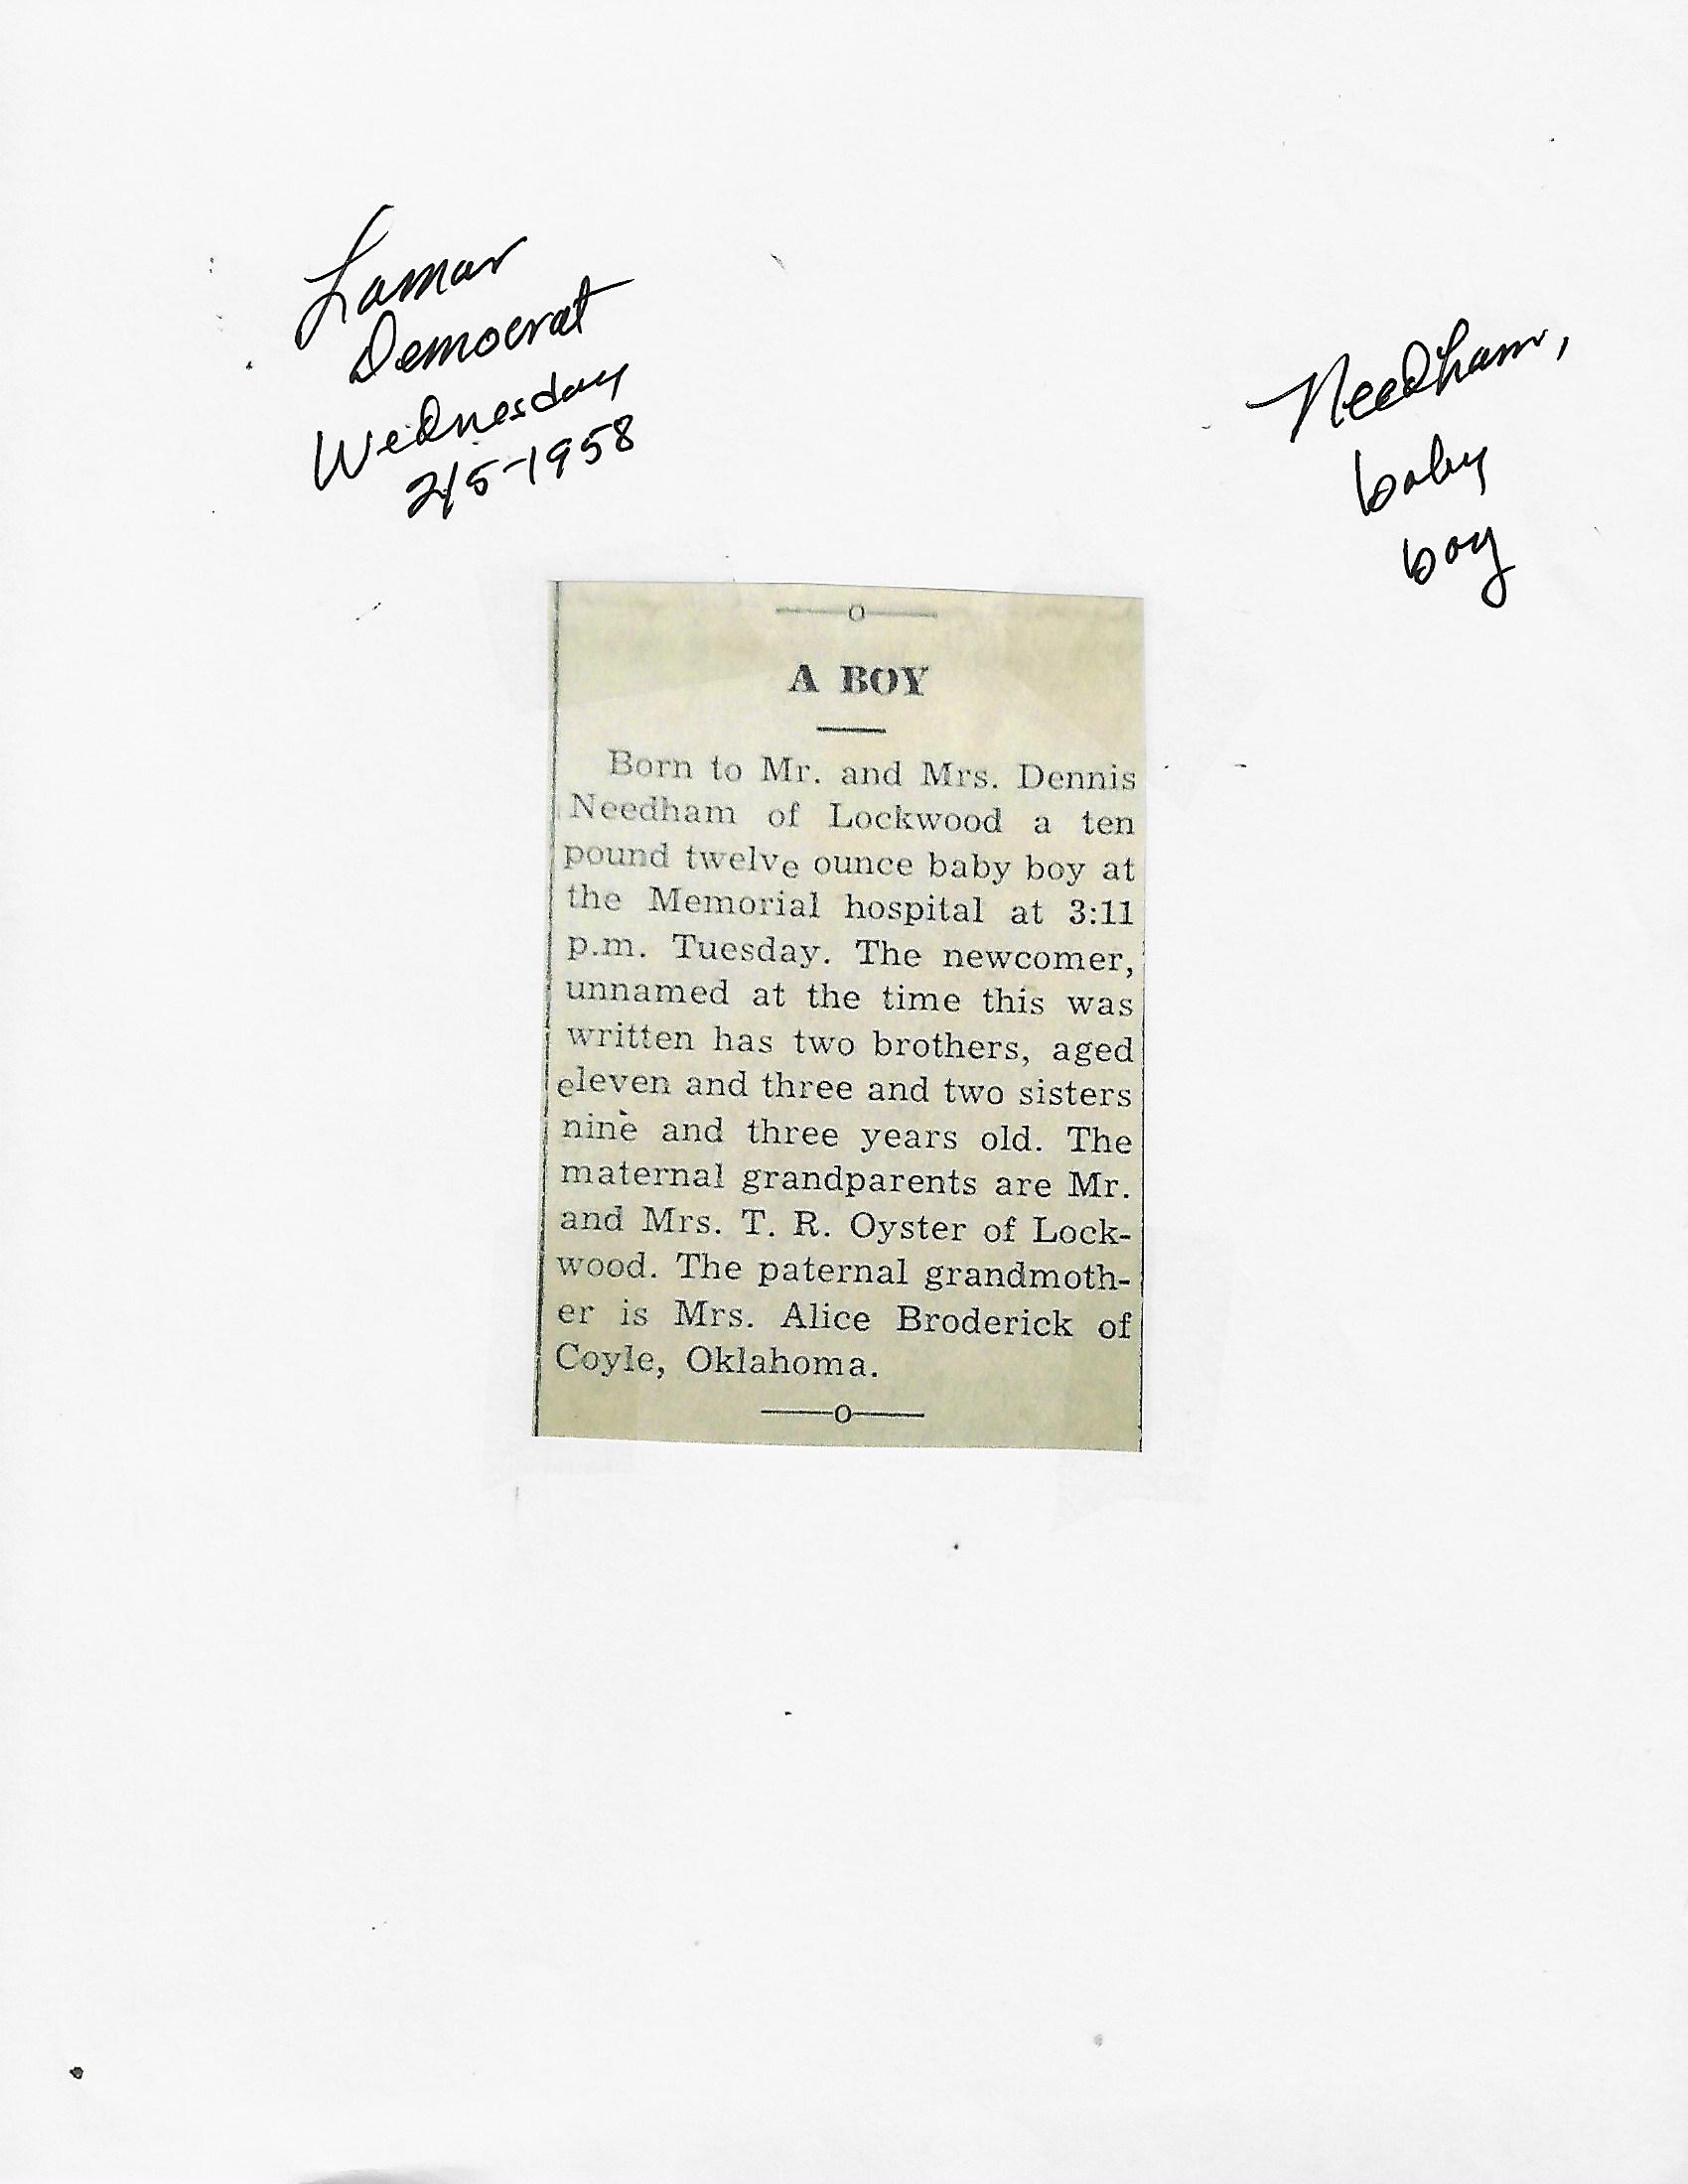 Lamar
Democrat
Wednesday
2/5-1958
Needham,
baby
boy
A BOY
Born to Mr. and Mrs. Dennis
Needham of Lockwood a ten
pound twelve ounce baby boy at
the Memorial hospital at 3:11
p.m. Tuesday. The newcomer,
unnamed at the time this was
written has two brothers, aged
eleven and three and two sisters
nine and three years old. The
maternal grandparents are Mr.
and Mrs. T. R. Oyster of Lock-
wood. The paternal grandmoth-
er is Mrs. Alice Broderick of
Coyle, Oklahoma.